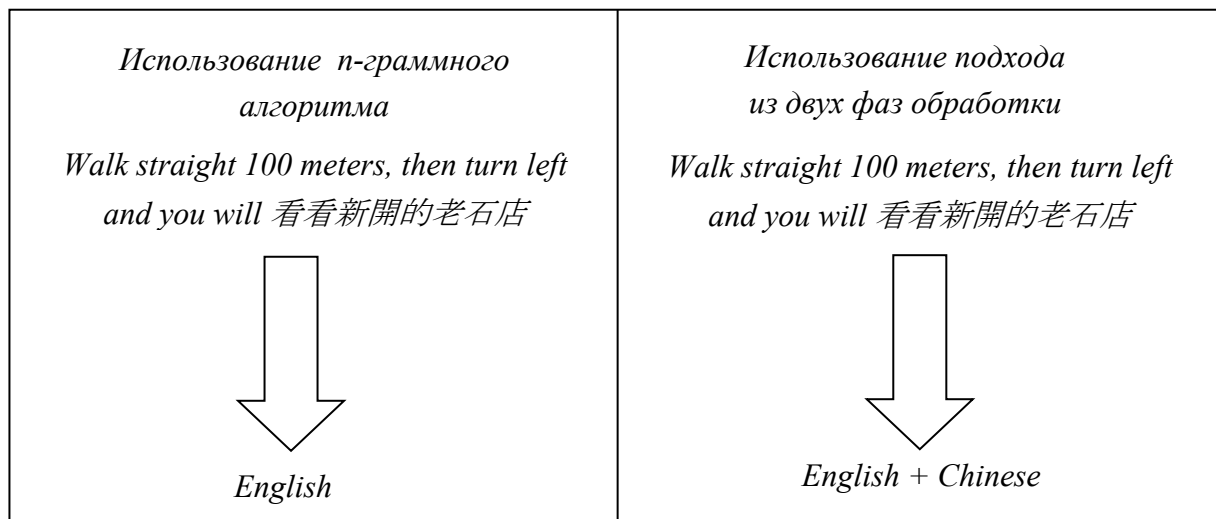 Использование n-граммного
алгоритма
Walk straight 100 meters, then turn left
and you will 看看新開的老石店
English
Использование подхода
из двух фаз обработки
Walk straight 100 meters, then turn left
and you will 看看新開的老石店
English + Chinese